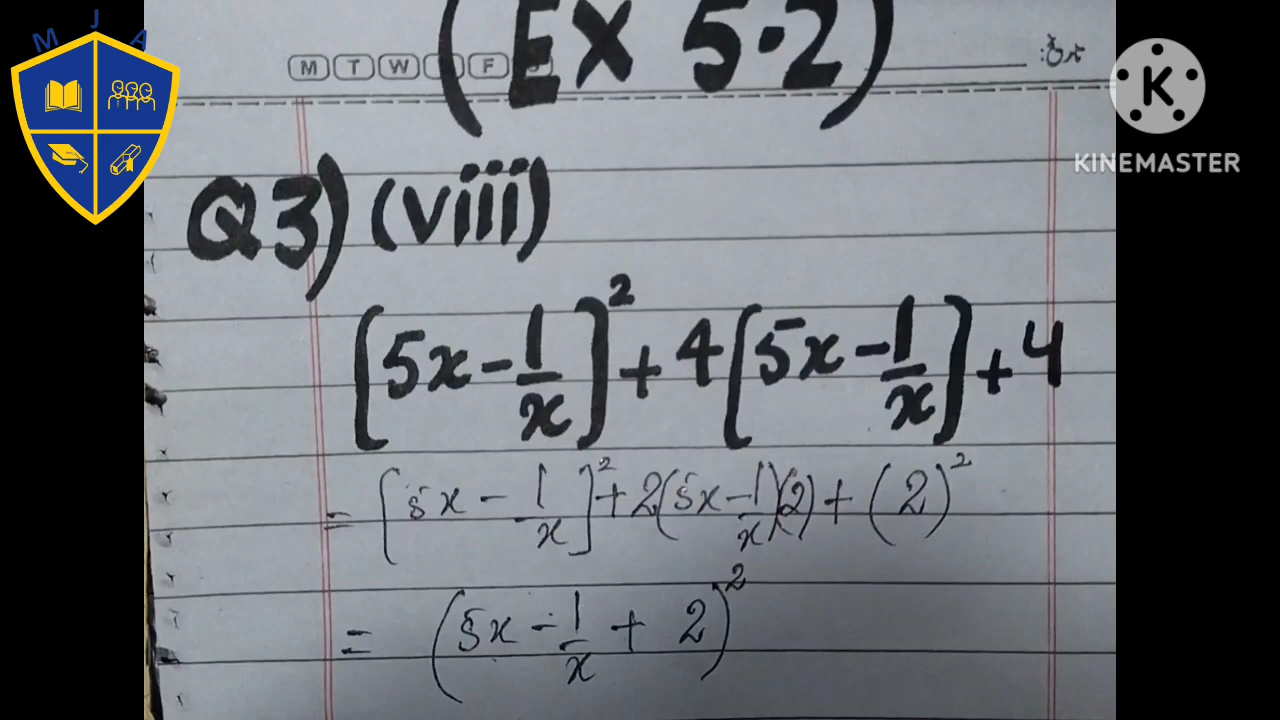 M J A
(Ex 5.2)
M T W F
K
KINEMASTER
Q3) (viii)
[5x - 1/x]² + 4[5x - 1/x] + 4
= [5x - 1/x]² + 2(5x - 1/x)(2) + (2)²
= (5x - 1/x + 2)²